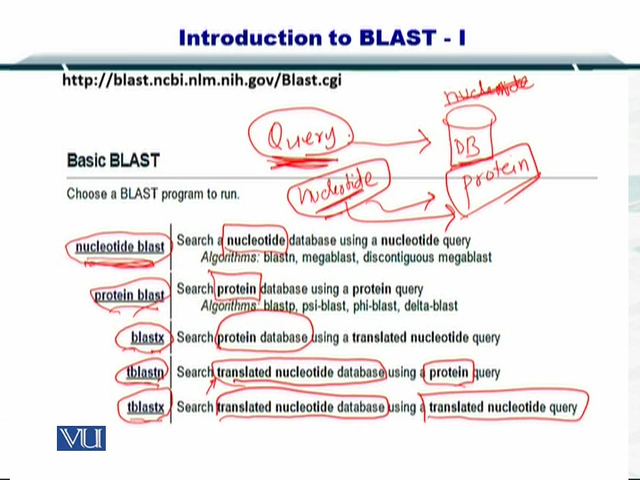 Introduction to BLAST - I
http://blast.ncbi.nlm.nih.gov/Blast.cgi
nucleotide
Query
DB
Basic BLAST
protein
nucleotide
Choose a BLAST program to run.
nucleotide blast Search a nucleotide database using a nucleotide query
Algorithms: blastn, megablast, discontiguous megablast
protein blast Search protein database using a protein query
Algorithms: blastp, psi-blast, phi-blast, delta-blast
blastx Search protein database using a translated nucleotide query
tblastn Search translated nucleotide database using a protein query
tblastx Search translated nucleotide database using a translated nucleotide query
VU